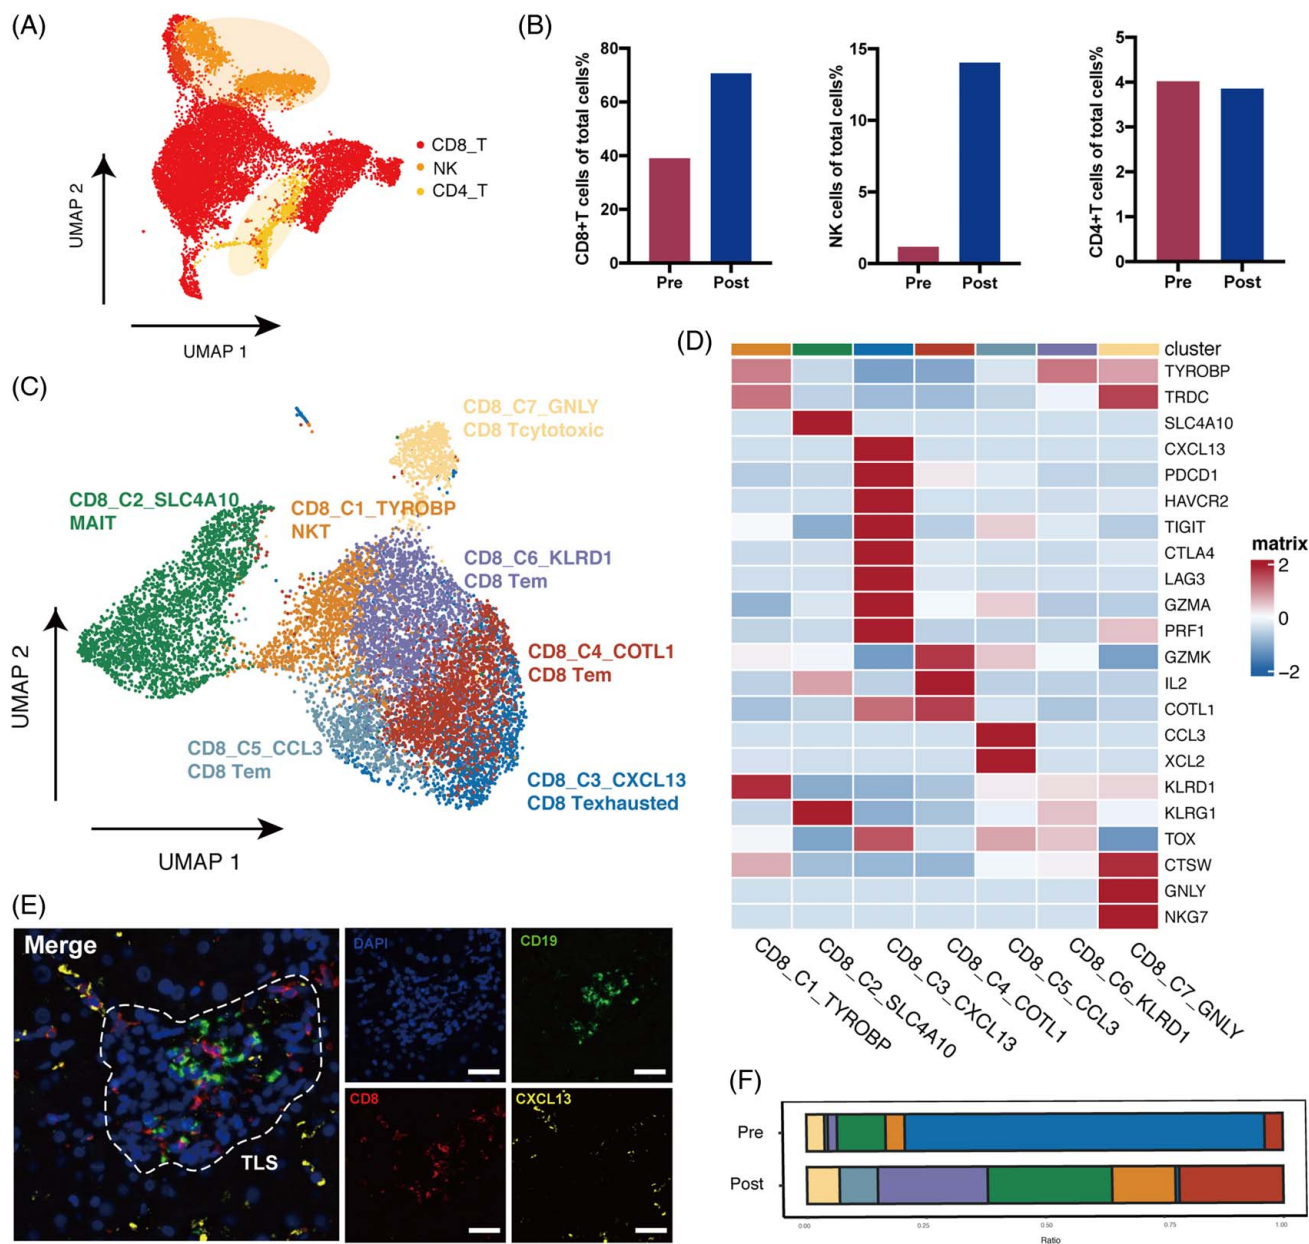 (A)
CD8_T
NK
CD4_T
UMAP 2
UMAP 1
(B)
CD8+T cells of total cells%
80
60
40
20
0
Pre
Post
NK cells of total cells%
15
10
5
0
Pre
Post
CD4+T cells of total cells%
5
4
3
2
1
0
Pre
Post
(C)
CD8_C7_GNLY
CD8 Tcytotoxic
CD8_C2_SLC4A10
MAIT
CD8_C1_TYROBP
NKT
CD8_C6_KLRD1
CD8 Tem
CD8_C4_COTL1
CD8 Tem
CD8_C5_CCL3
CD8 Tem
CD8_C3_CXCL13
CD8 Texhausted
UMAP 2
UMAP 1
(D)
cluster
TYROBP
TRDC
SLC4A10
CXCL13
PDCD1
HAVCR2
TIGIT
CTLA4
LAG3
GZMA
PRF1
GZMK
IL2
COTL1
CCL3
XCL2
KLRD1
KLRG1
TOX
CTSW
GNLY
NKG7
CD8_C1_TYROBP
CD8_C2_SLC4A10
CD8_C3_CXCL13
CD8_C4_COTL1
CD8_C5_CCL3
CD8_C6_KLRD1
CD8_C7_GNLY
matrix
2
0
−2
(E)
Merge
TLS
DAPI
CD19
CD8
CXCL13
(F)
Pre
Post
0.00
0.25
0.50
0.75
1.00
Ratio